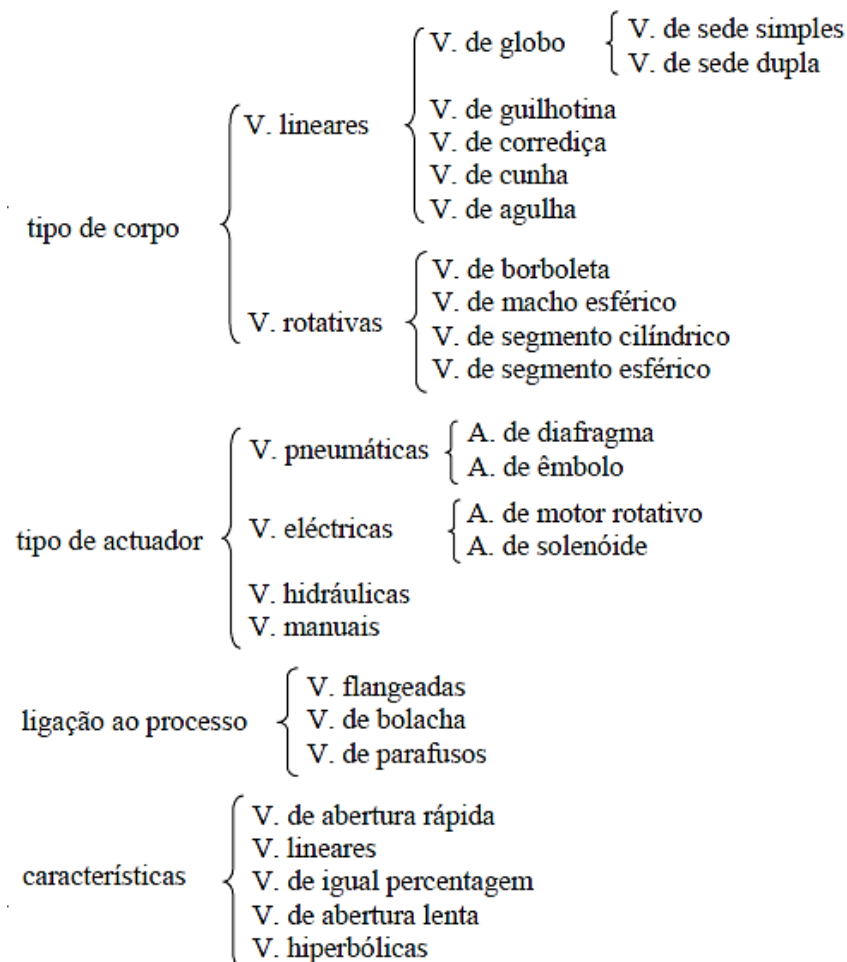 V. de globo
V. de sede simples
V. de sede dupla
V. lineares
V. de guilhotina
V. de corrediça
V. de cunha
V. de agulha
tipo de corpo
V. rotativas
V. de borboleta
V. de macho esférico
V. de segmento cilíndrico
V. de segmento esférico
tipo de actuador
V. pneumáticas
A. de diafragma
A. de êmbolo
V. eléctricas
A. de motor rotativo
A. de solenóide
V. hidráulicas
V. manuais
ligação ao processo
V. flangeadas
V. de bolacha
V. de parafusos
características
V. de abertura rápida
V. lineares
V. de igual percentagem
V. de abertura lenta
V. hiperbólicas